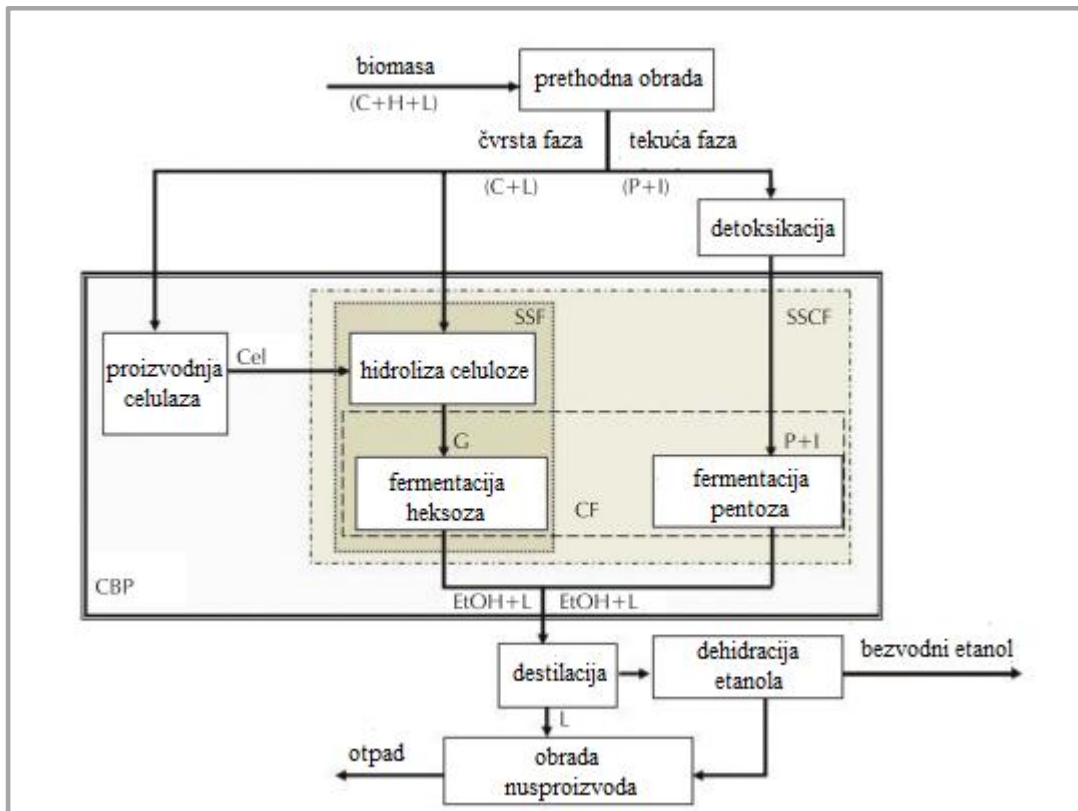 biomasa
(C+H+L)
prethodna obrada
čvrsta faza
tekuća faza
(C+L)
(P+I)
detoksikacija
SSF
SSCF
proizvodnja
celulaza
Cel
hidroliza celuloze
G
P+I
fermentacija
heksoza
CF
fermentacija
pentoza
CBP
EtOH+L
EtOH+L
destilacija
dehidracija
etanola
bezvodni etanol
L
otpad
obrada
nusproizvoda